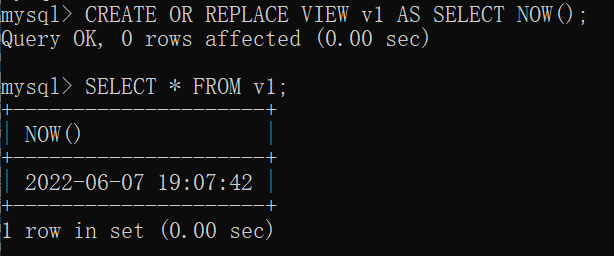 mysql> CREATE OR REPLACE VIEW v1 AS SELECT NOW();
Query OK, 0 rows affected (0.00 sec)
mysql> SELECT * FROM v1;
+---------------------+
| NOW()               |
+---------------------+
| 2022-06-07 19:07:42 |
+---------------------+
1 row in set (0.00 sec)